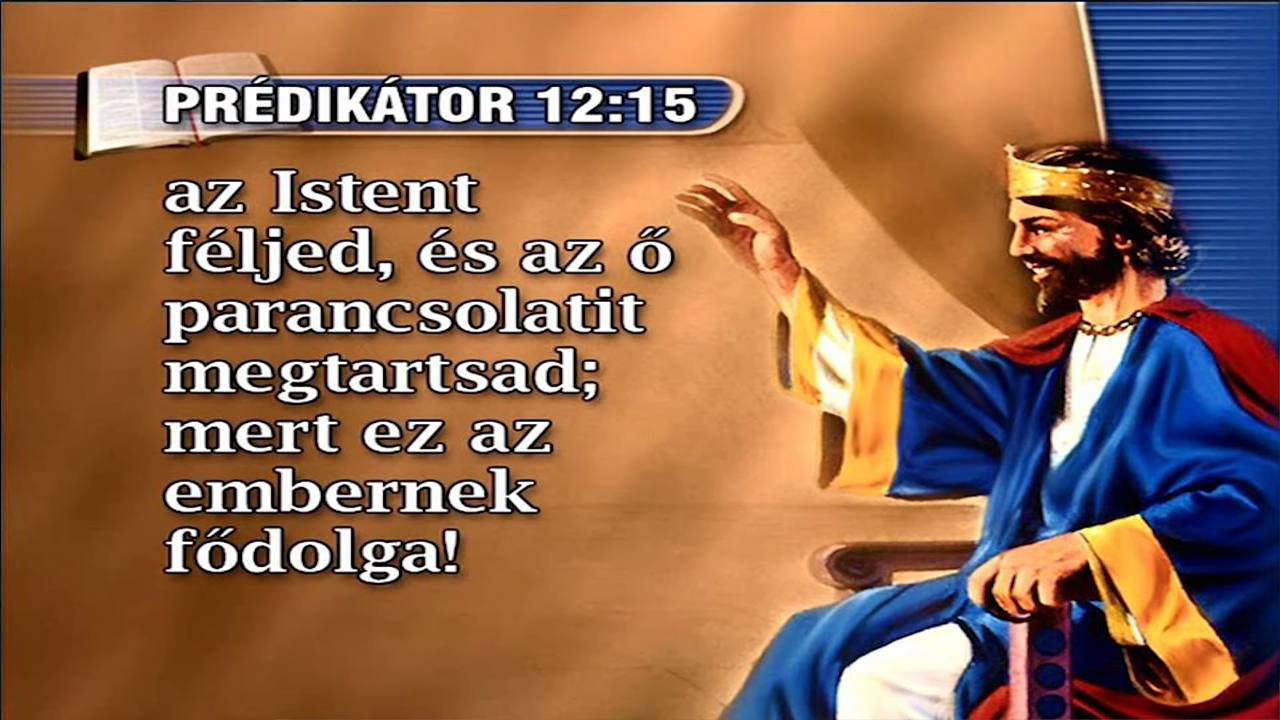 PRÉDIKÁTOR 12:15
az Istent
féljed, és az ő
parancsolatit
megtartsad;
mert ez az
embernek
fődolga!